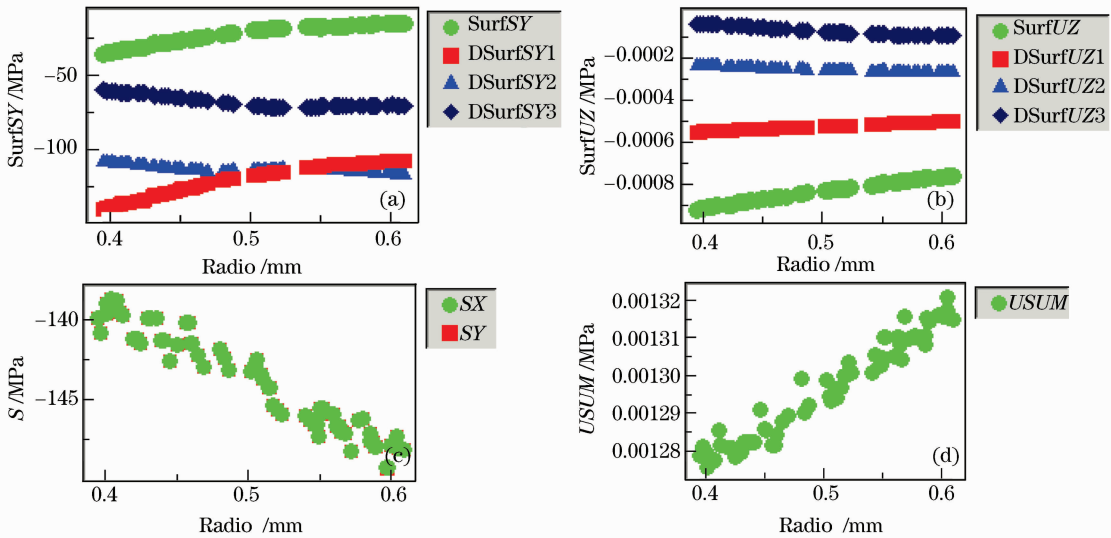 SurfSY /MPa
−50
−100
(a)
0.4 0.5 0.6
Radio /mm
SurfSY
DSurfSY1
DSurfSY2
DSurfSY3
SurfUZ /MPa
−0.0002
−0.0004
−0.0006
−0.0008
(b)
0.4 0.5 0.6
Radio /mm
SurfUZ
DSurfUZ1
DSurfUZ2
DSurfUZ3
S /MPa
−140
−145
(c)
0.4 0.5 0.6
Radio /mm
SX
SY
USUM /MPa
0.00132
0.00131
0.00130
0.00129
0.00128
(d)
0.4 0.5 0.6
Radio /mm
USUM